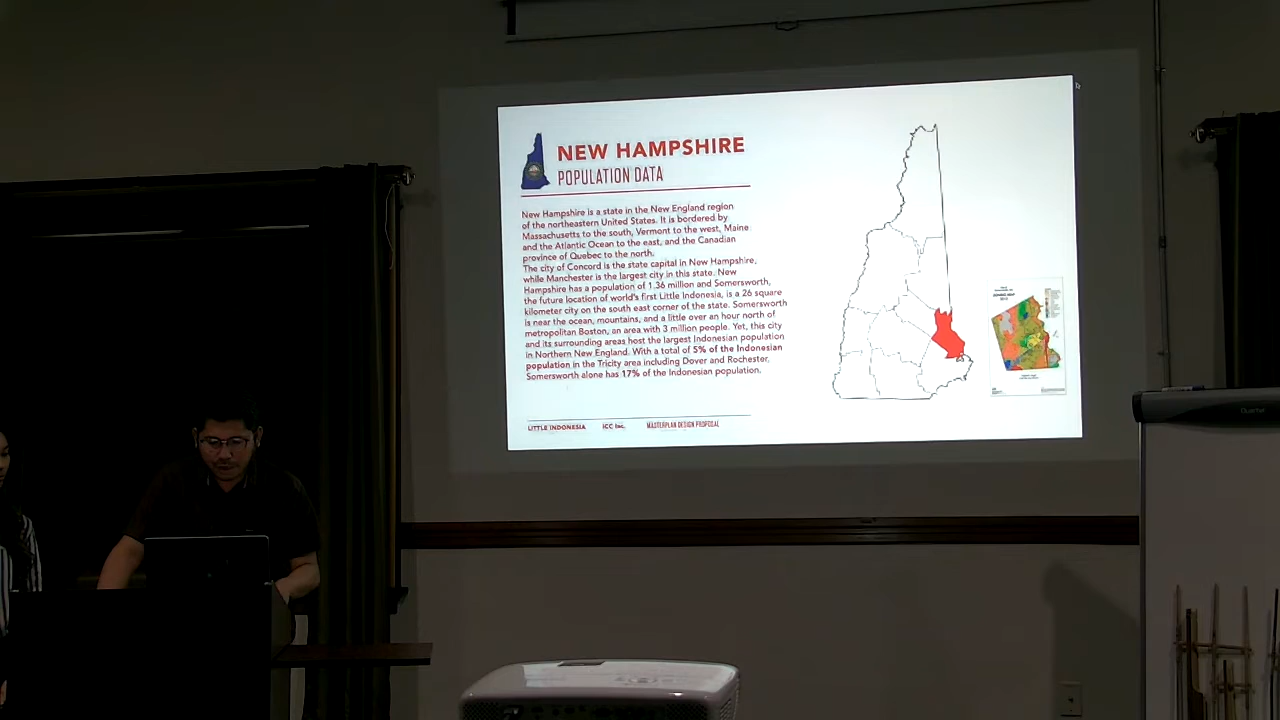 NEW HAMPSHIRE
POPULATION DATA
New Hampshire is a state in the New England region
of the northeastern United States. It is bordered by
Massachusetts to the south, Vermont to the west, Maine
and the Atlantic Ocean to the east, and the Canadian
province of Quebec to the north.
The city of Concord is the state capital in New Hampshire,
while Manchester is the largest city in this state. New
Hampshire has a population of 1.36 million and Somersworth,
the future location of world's first Little Indonesia, is a 26 square
kilometer city on the south east corner of the state. Somersworth
is near the ocean, mountains, and a little over an hour north of
metropolitan Boston, an area with 3 million people. Yet, this city
and its surrounding areas host the largest Indonesian population
in Northern New England. With a total of 5% of the Indonesian
population in the Tricity area including Dover and Rochester,
Somersworth alone has 17% of the Indonesian population.
LITTLE INDONESIA ICC Inc. MASTERPLAN DESIGN PROPOSAL
Quartet